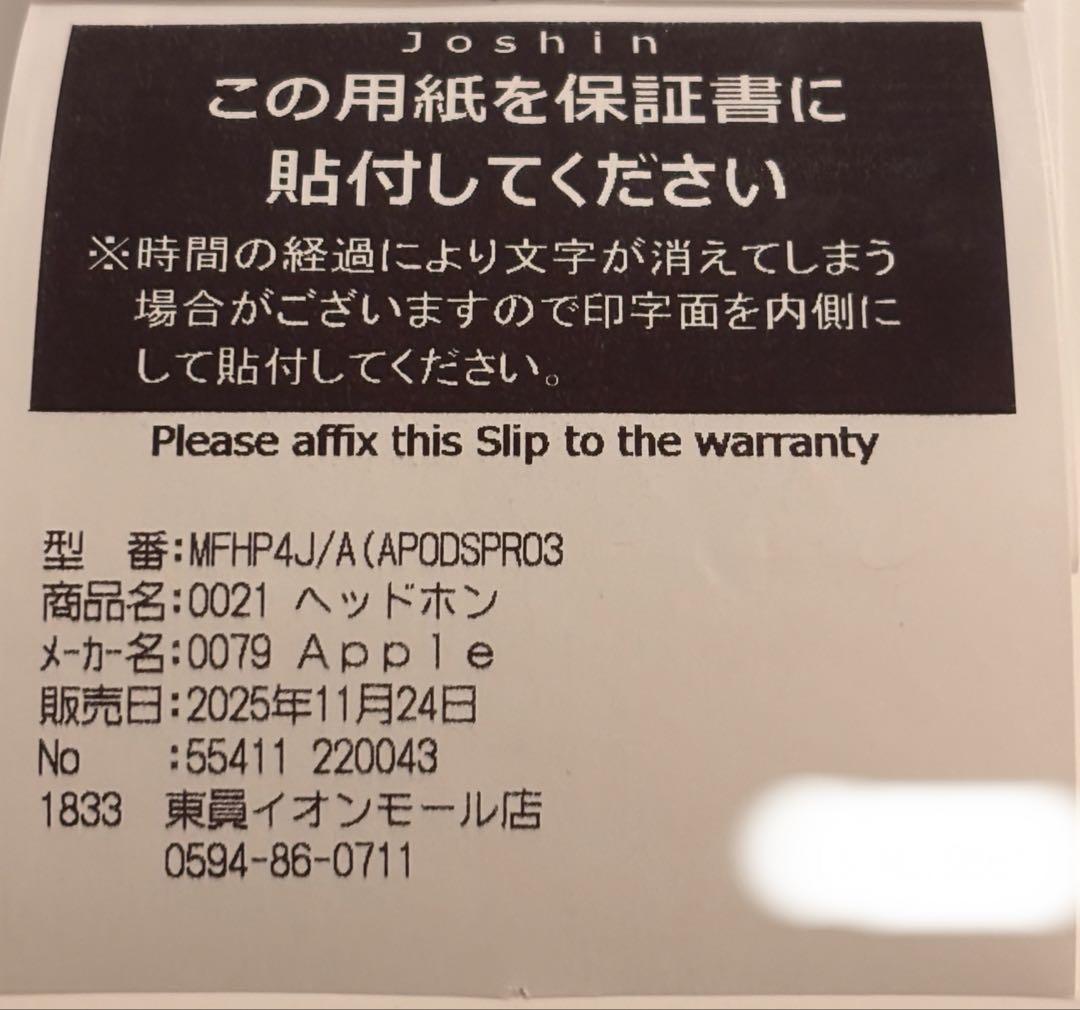 Joshin
この用紙を保証書に
貼付してください
※時間の経過により文字が消えてしまう
場合がございますので印字面を内側に
して貼付してください。
Please affix this Slip to the warranty
型　番:MFHP4J/A(APODSPRO3
商品名:0021 ヘッドホン
ﾒｰｶｰ名:0079 Ａｐｐｌｅ
販売日:2025年11月24日
No　　:55411 220043
1833　東員イオンモール店
0594-86-0711